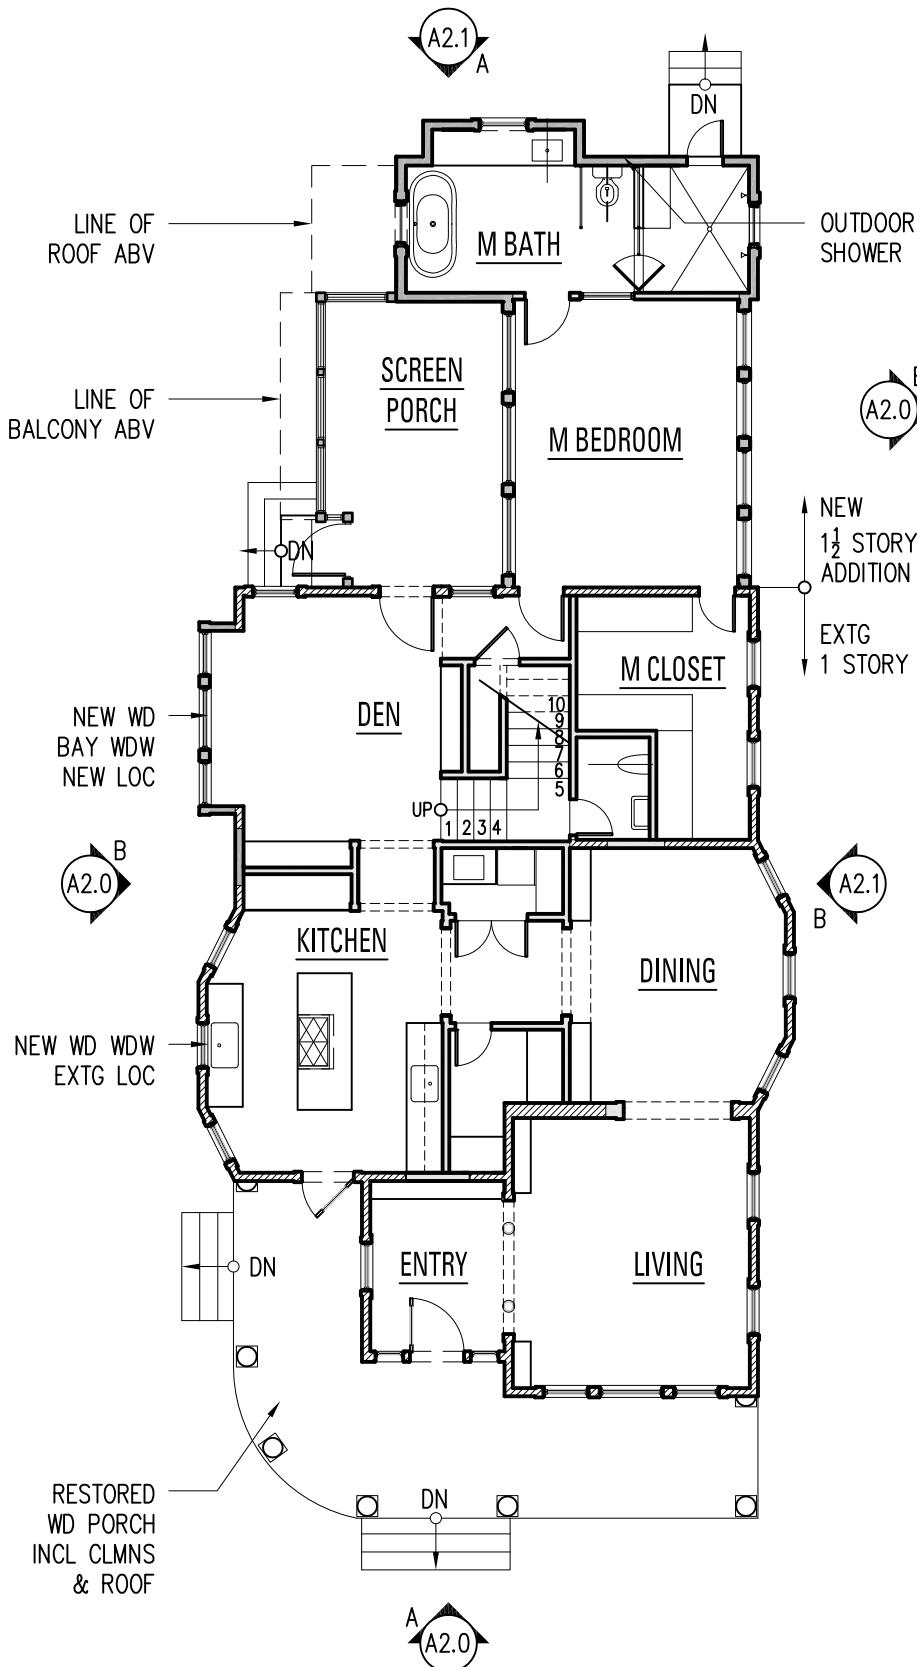 A2.1
A
DN
LINE OF
ROOF ABV
M BATH
OUTDOOR
SHOWER
SCREEN
PORCH
LINE OF
BALCONY ABV
M BEDROOM
A2.0
NEW
1½ STORY
ADDITION
DN
EXTG
1 STORY
M CLOSET
NEW WD
BAY WDW
NEW LOC
DEN
10
9
8
7
6
5
UP
1 2 3 4
B
A2.0
A2.1
B
KITCHEN
DINING
NEW WD WDW
EXTG LOC
DN
ENTRY
LIVING
RESTORED
WD PORCH
INCL CLMNS
& ROOF
DN
A
A2.0